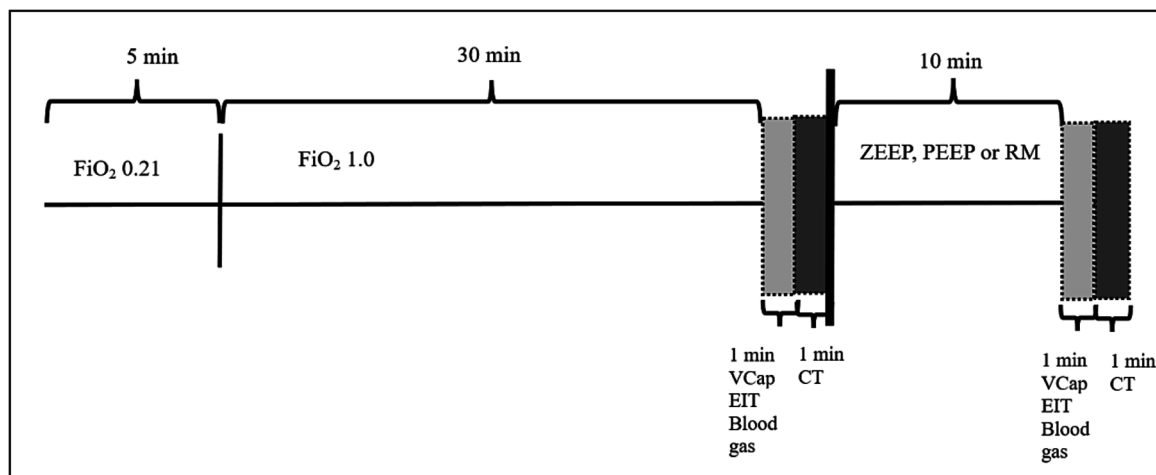 5 min
30 min
10 min
FiO₂ 0.21
FiO₂ 1.0
ZEEP, PEEP or RM
1 min
VCap
EIT
Blood
gas
1 min
CT
1 min
VCap
EIT
Blood
gas
1 min
CT